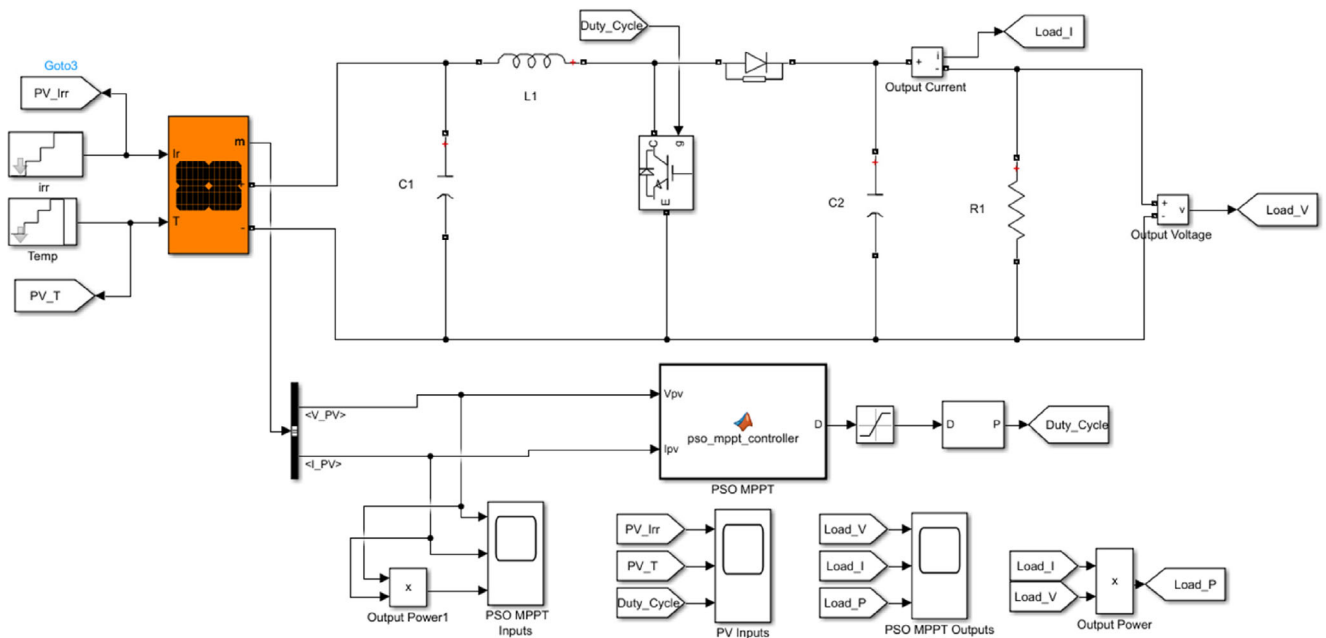 Duty_Cycle
Load_I
Goto3
PV_Irr
L1
i
+
-
Output Current
irr
Ir
m
+
-
T
C1
C
g
E
C2
R1
+
-
v
Output Voltage
Load_V
Temp
PV_T
<V_PV>
<I_PV>
Vpv
Ipv
pso_mppt_controller
D
PSO MPPT
D
P
Duty_Cycle
x
Output Power1
PSO MPPT
Inputs
PV_Irr
PV_T
Duty_Cycle
PV Inputs
Load_V
Load_I
Load_P
PSO MPPT Outputs
Load_I
Load_V
x
Output Power
Load_P